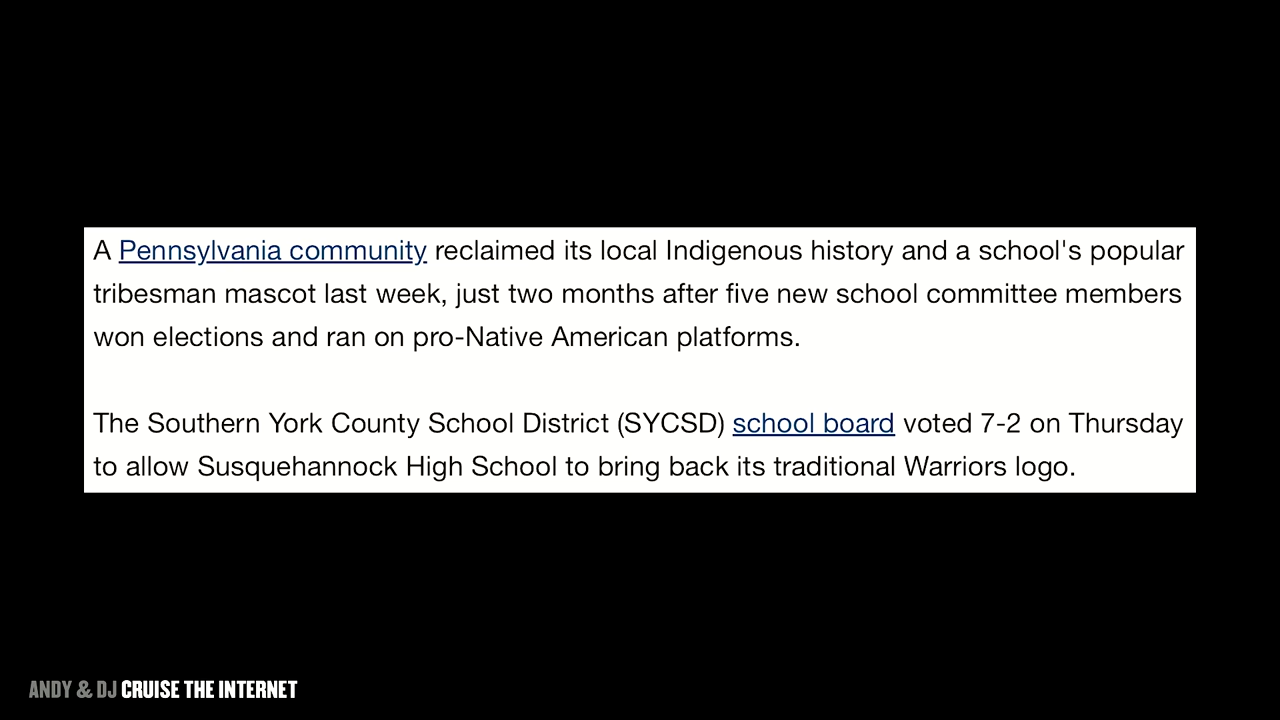 A Pennsylvania community reclaimed its local Indigenous history and a school's popular
tribesman mascot last week, just two months after five new school committee members
won elections and ran on pro-Native American platforms.
The Southern York County School District (SYCSD) school board voted 7-2 on Thursday
to allow Susquehannock High School to bring back its traditional Warriors logo.
ANDY & DJ CRUISE THE INTERNET